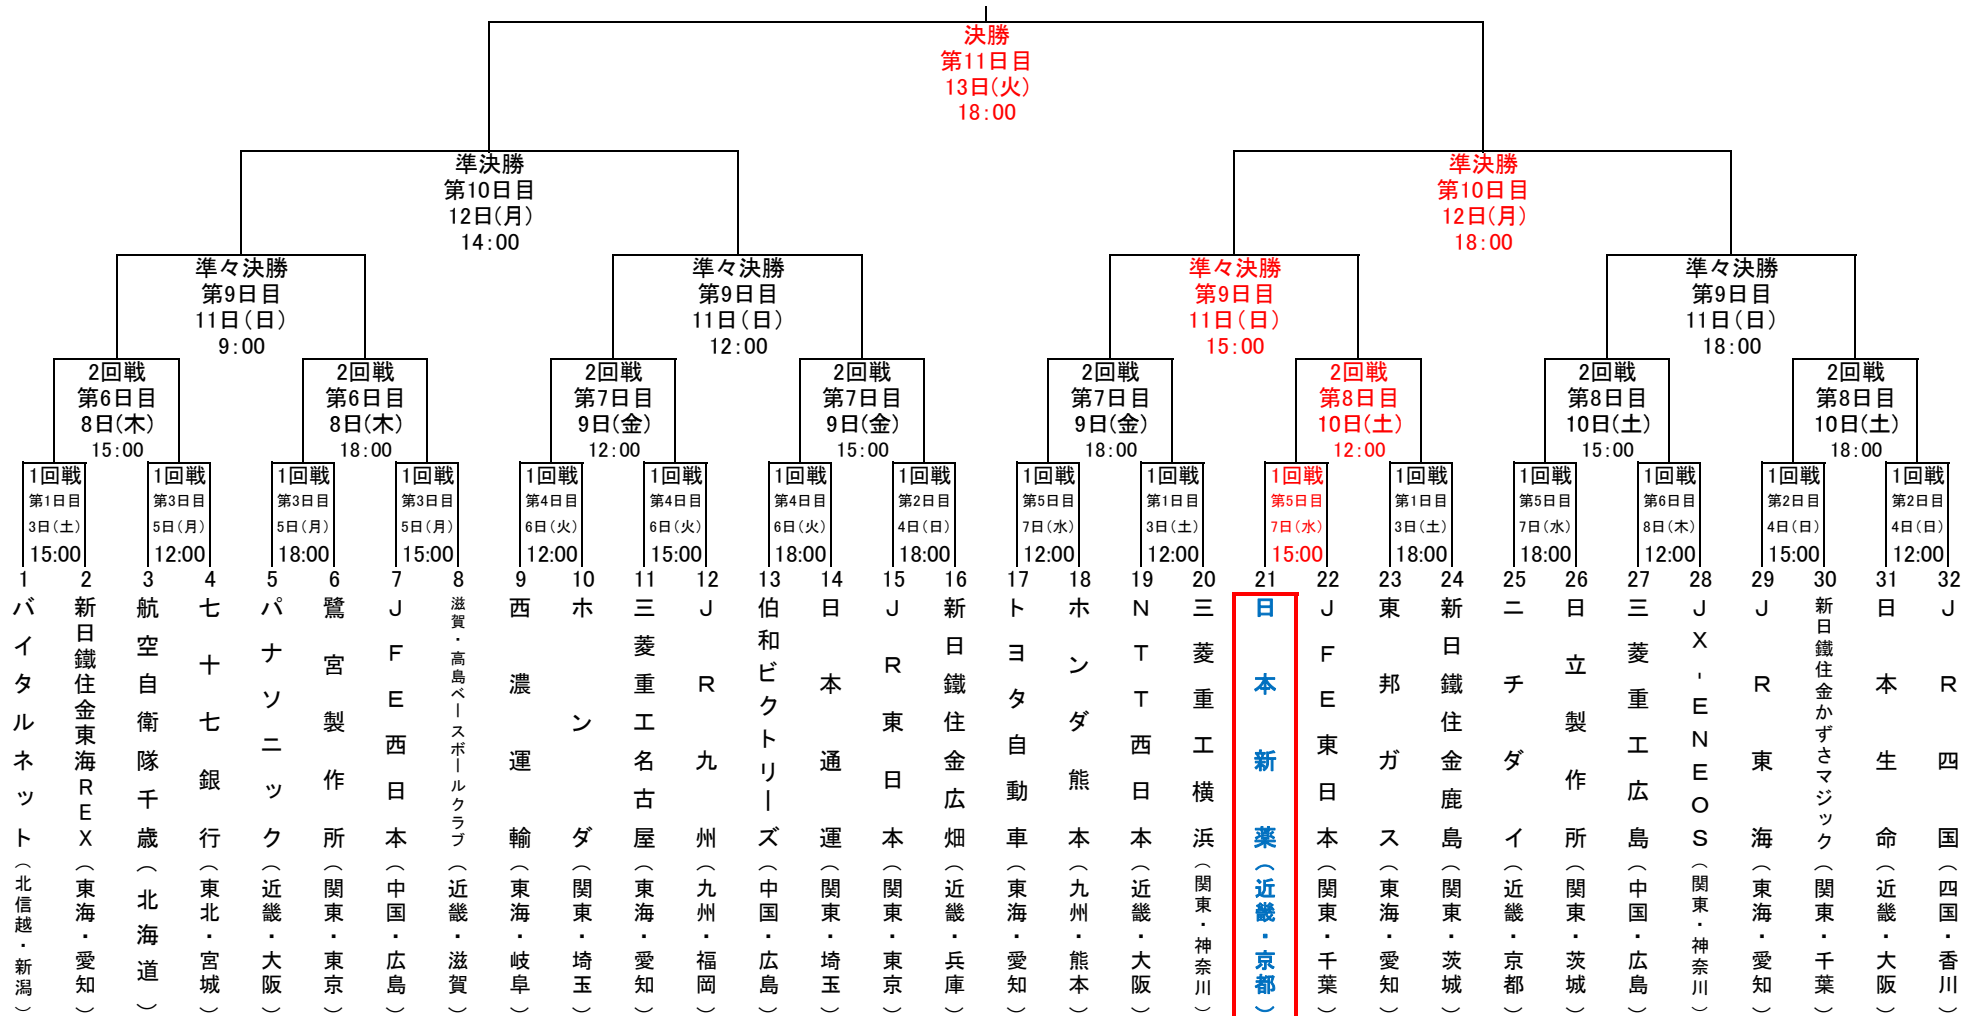 決勝
第11日目
13日(火)
18:00
準決勝
第10日目
12日(月)
14:00
準決勝
第10日目
12日(月)
18:00
準々決勝
第9日目
11日(日)
9:00
準々決勝
第9日目
11日(日)
12:00
準々決勝
第9日目
11日(日)
15:00
準々決勝
第9日目
11日(日)
18:00
2回戦
第6日目
8日(木)
15:00
2回戦
第6日目
8日(木)
18:00
2回戦
第7日目
9日(金)
12:00
2回戦
第7日目
9日(金)
15:00
2回戦
第7日目
9日(金)
18:00
2回戦
第8日目
10日(土)
12:00
2回戦
第8日目
10日(土)
15:00
2回戦
第8日目
10日(土)
18:00
1回戦
第1日目
3日(土)
15:00
1回戦
第3日目
5日(月)
12:00
1回戦
第3日目
5日(月)
18:00
1回戦
第3日目
5日(月)
15:00
1回戦
第4日目
6日(火)
12:00
1回戦
第4日目
6日(火)
15:00
1回戦
第4日目
6日(火)
18:00
1回戦
第2日目
4日(日)
18:00
1回戦
第5日目
7日(水)
12:00
1回戦
第1日目
3日(土)
12:00
1回戦
第5日目
7日(水)
15:00
1回戦
第1日目
3日(土)
18:00
1回戦
第5日目
7日(水)
18:00
1回戦
第6日目
8日(木)
12:00
1回戦
第2日目
4日(日)
15:00
1回戦
第2日目
4日(日)
12:00
1
バイタルネット(北信越・新潟)
2
新日鐵住金東海REX(東海・愛知)
3
航空自衛隊千歳(北海道)
4
七十七銀行(東北・宮城)
5
パナソニック(近畿・大阪)
6
鷺宮製作所(関東・東京)
7
JFE西日本(中国・広島)
8
滋賀・高島ベースボールクラブ(近畿・滋賀)
9
西濃運輸(東海・岐阜)
10
ホンダ(関東・埼玉)
11
三菱重工名古屋(東海・愛知)
12
JR九州(九州・福岡)
13
伯和ビクトリーズ(中国・広島)
14
日本通運(関東・埼玉)
15
JR東日本(関東・東京)
16
新日鐵住金広畑(近畿・兵庫)
17
トヨタ自動車(東海・愛知)
18
ホンダ熊本(九州・熊本)
19
NTT西日本(近畿・大阪)
20
三菱重工横浜(関東・神奈川)
21
日本新薬(近畿・京都)
22
JFE東日本(関東・千葉)
23
東邦ガス(東海・愛知)
24
新日鐵住金鹿島(関東・茨城)
25
ニチダイ(近畿・京都)
26
日立製作所(関東・茨城)
27
三菱重工広島(中国・広島)
28
JX-ENEOS(関東・神奈川)
29
JR東海(東海・愛知)
30
新日鐵住金かずさマジック(関東・千葉)
31
日本生命(近畿・大阪)
32
JR四国(四国・香川)